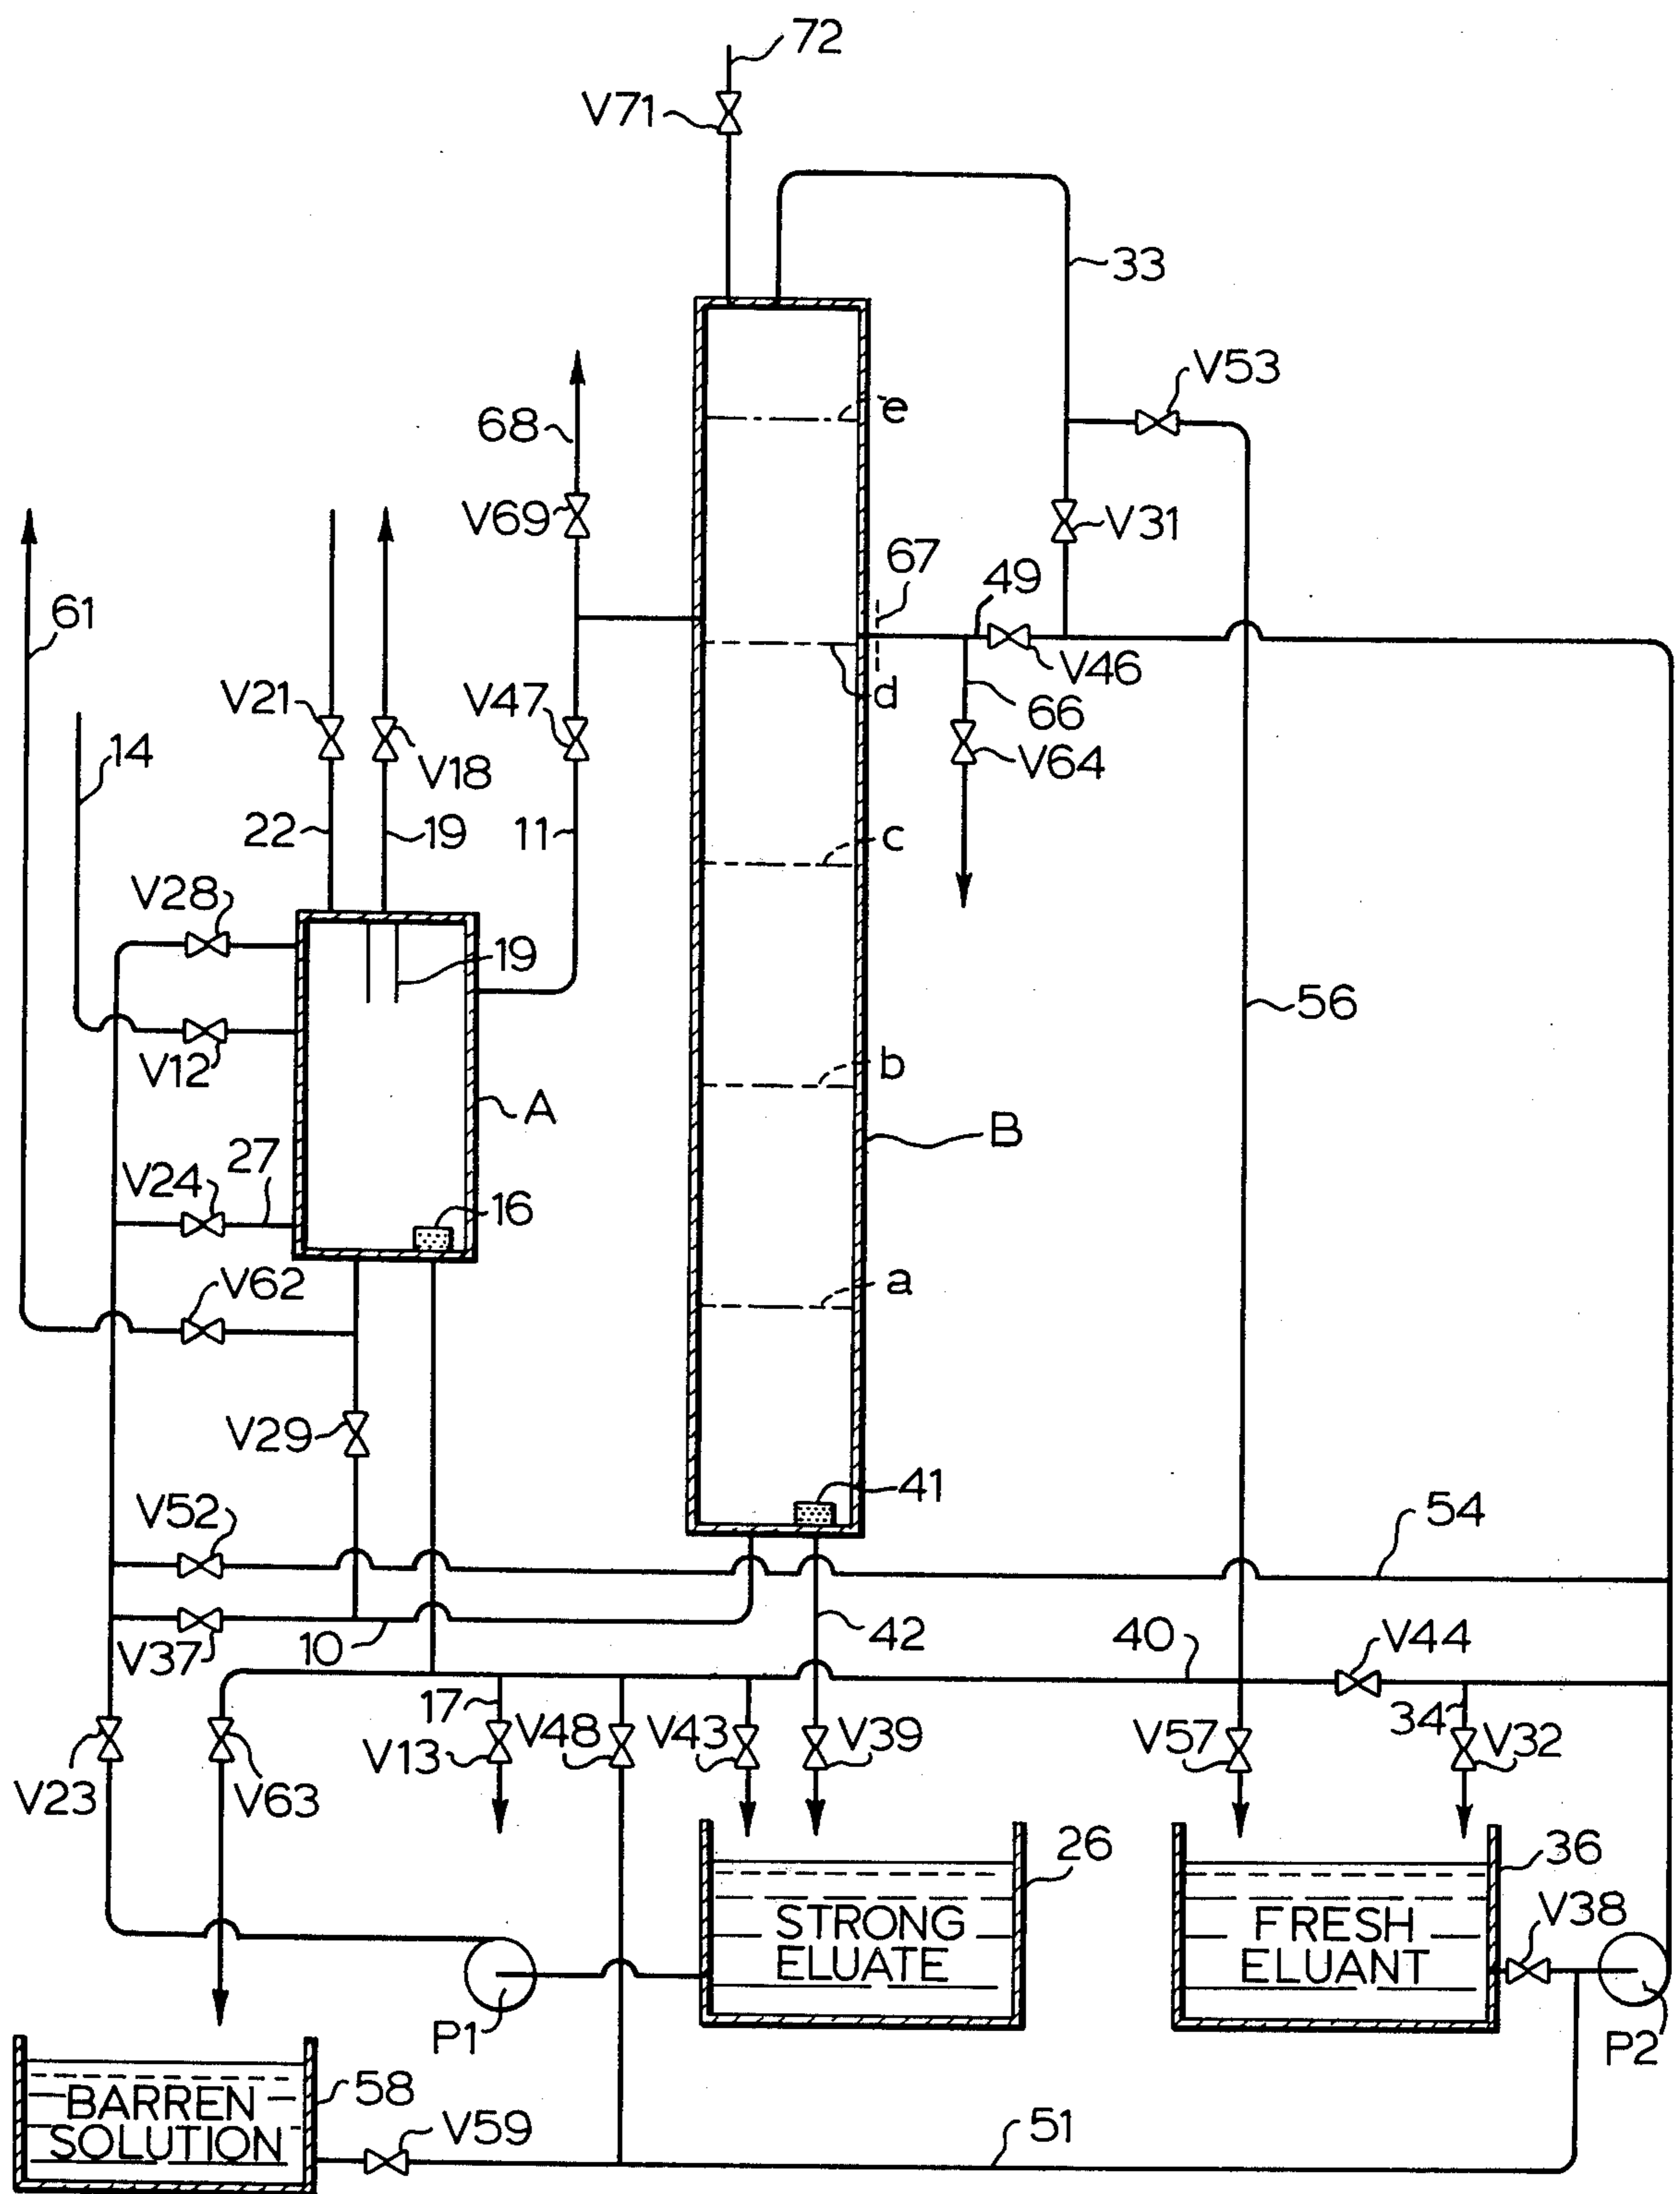 72
V71
33
V53
e
68
V69
V31
67
49
61
V46
d
66
V21
V47
14
V18
V64
22
19
11
c
V28
19
56
V12
b
A
B
27
V24
16
V62
a
V29
41
V52
54
10
42
40
V44
V37
17
34
V48
V43
V39
V57
V32
V13
V23
V63
26
36
STRONG
ELUATE
FRESH
ELUANT
V38
P1
P2
58
BARREN
SOLUTION
V59
51